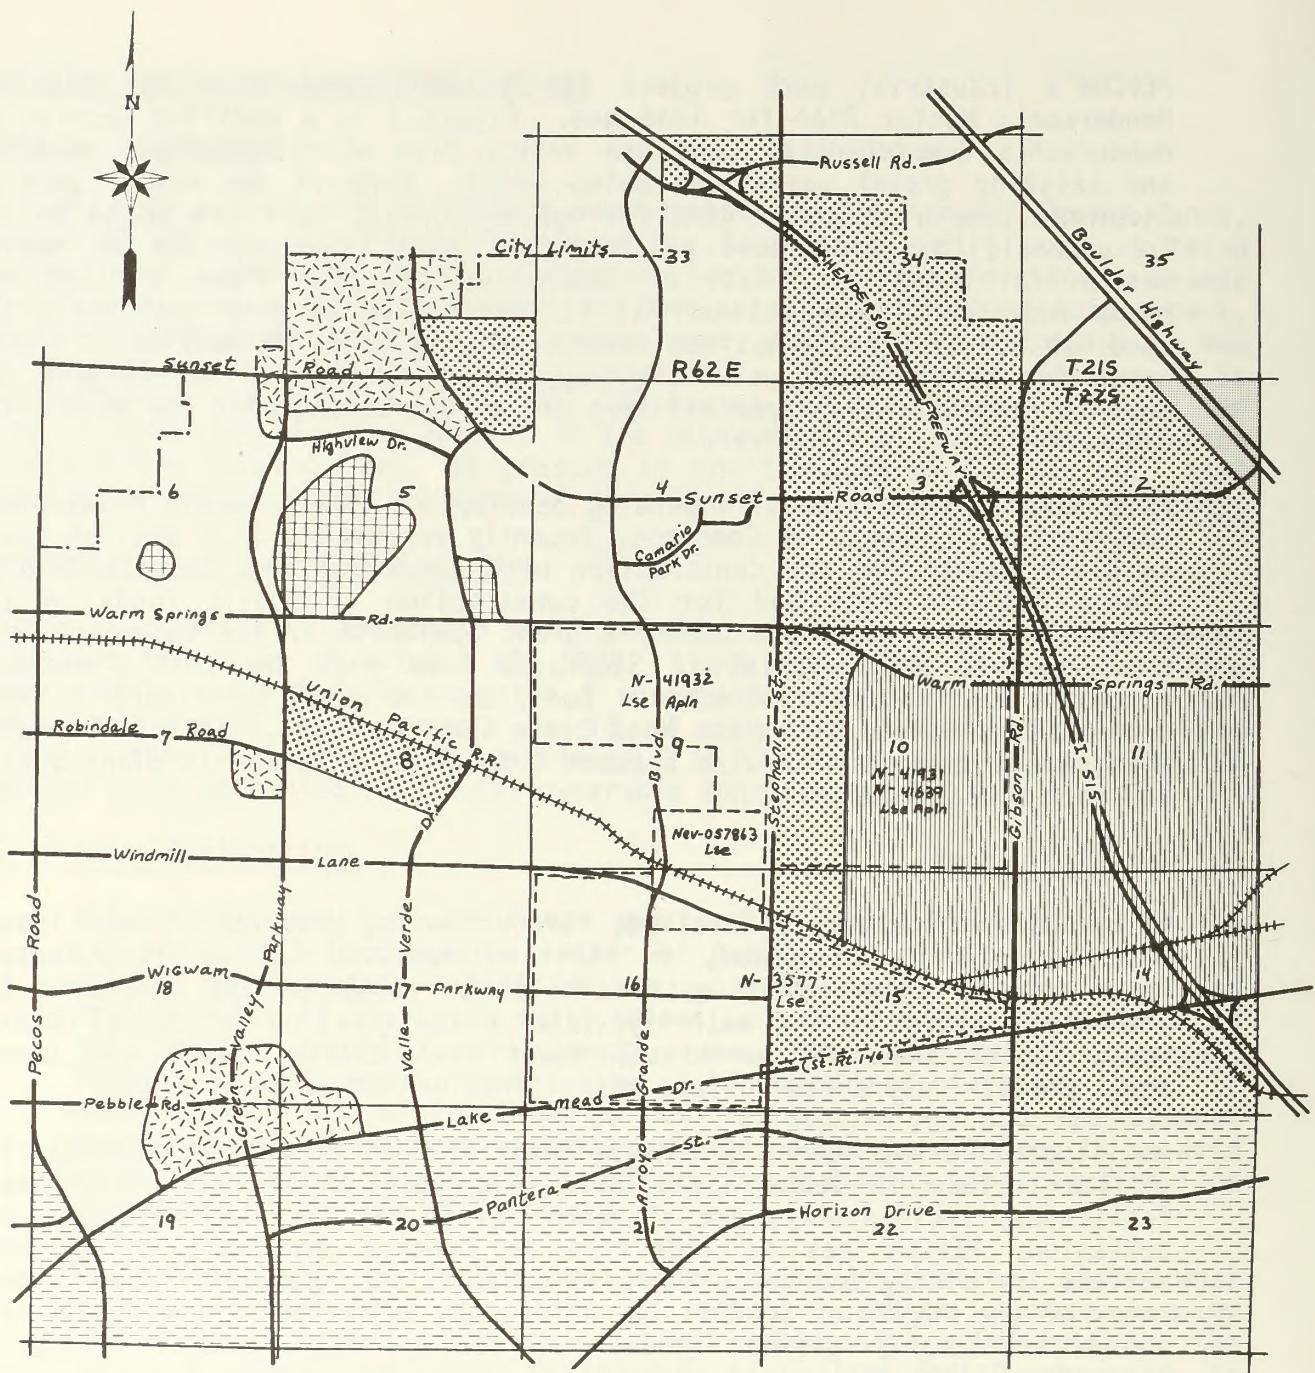 N
Russell Rd.
City Limits
33
34
35
Boulder Highway
HENDERSON FREEWAY
Sunset Road
R62E
T21S
T22S
Highview Dr.
6
5
4
Sunset Road
3
2
Camario Park Dr.
Warm Springs Rd.
N-41932
Lse Apln
Warm Springs Rd.
Union Pacific R.R.
Robindale Road
7
8
9
10
11
N-41931
N-41639
Lse Apln
Blvd
Stephanie St.
Gibson Rd
I-515
Nev-057863
Lse
Windmill Lane
Pecos Road
Parkway
Valle Verde Dr.
Wigwam Parkway
18
17
16
N-3577
Lse
15
14
Green Valley
Arroyo Grande
Pebble Rd.
Lake mead Dr. (St. Rt. 146)
Pantera St.
Horizon Drive
19
20
21
22
23